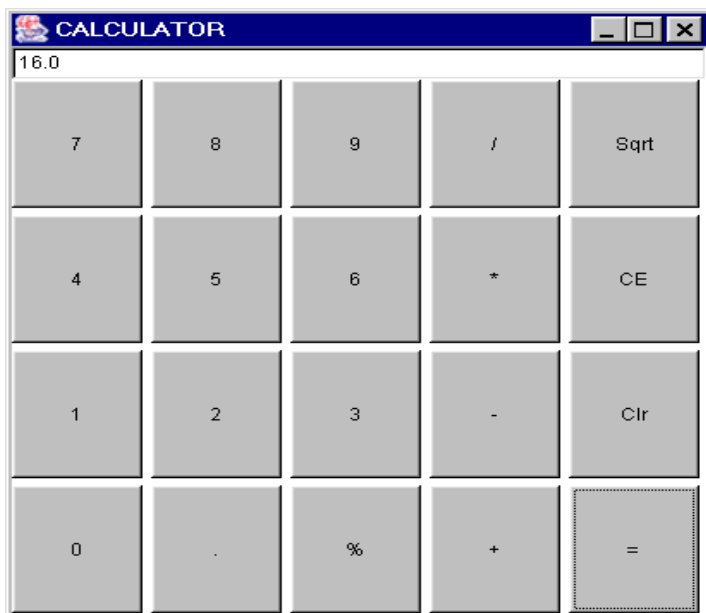 CALCULATOR
16.0
7 8 9 / Sqrt
4 5 6 * CE
1 2 3 - Clr
0 . % + =